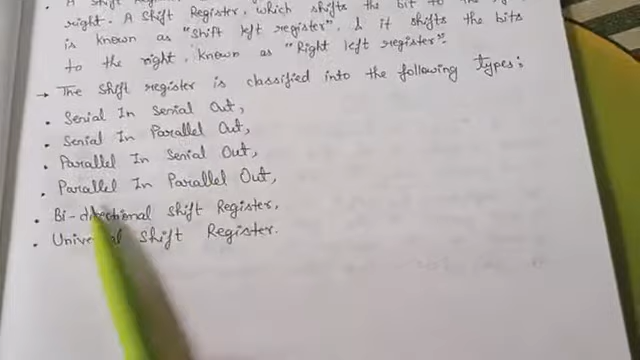 right. A Shift Register, which shifts the bit to the
is known as "Shift left register", & it shifts the bits
to the right, known as "Right left register".
→ The shift register is classified into the following types;
• Serial In Serial Out,
• Serial In Parallel Out,
• Parallel In Serial Out,
• Parallel In Parallel Out,
• Bi-directional Shift Register,
• Universal Shift Register.